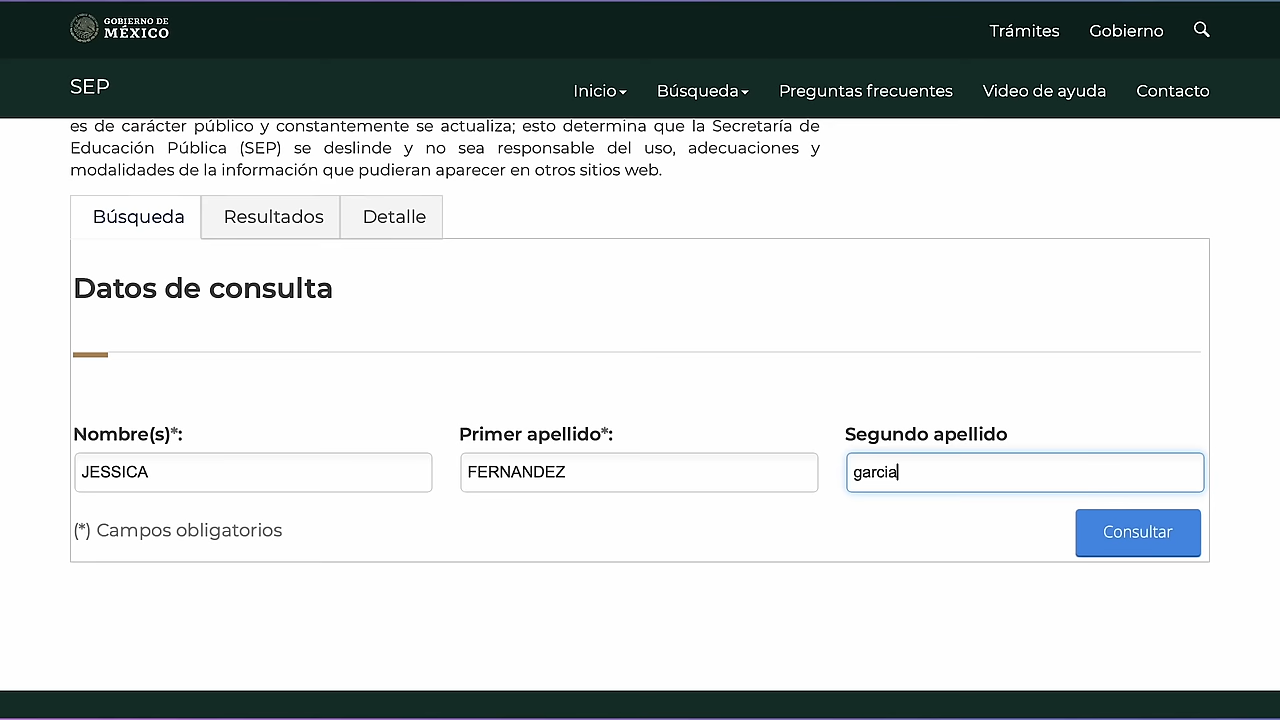 GOBIERNO DE
MÉXICO
Trámites Gobierno
SEP
Inicio Búsqueda Preguntas frecuentes Video de ayuda Contacto
es de carácter público y constantemente se actualiza; esto determina que la Secretaría de
Educación Pública (SEP) se deslinde y no sea responsable del uso, adecuaciones y
modalidades de la información que pudieran aparecer en otros sitios web.
Búsqueda Resultados Detalle
Datos de consulta
Nombre(s)*: Primer apellido*: Segundo apellido
JESSICA FERNANDEZ garcia
(*) Campos obligatorios
Consultar